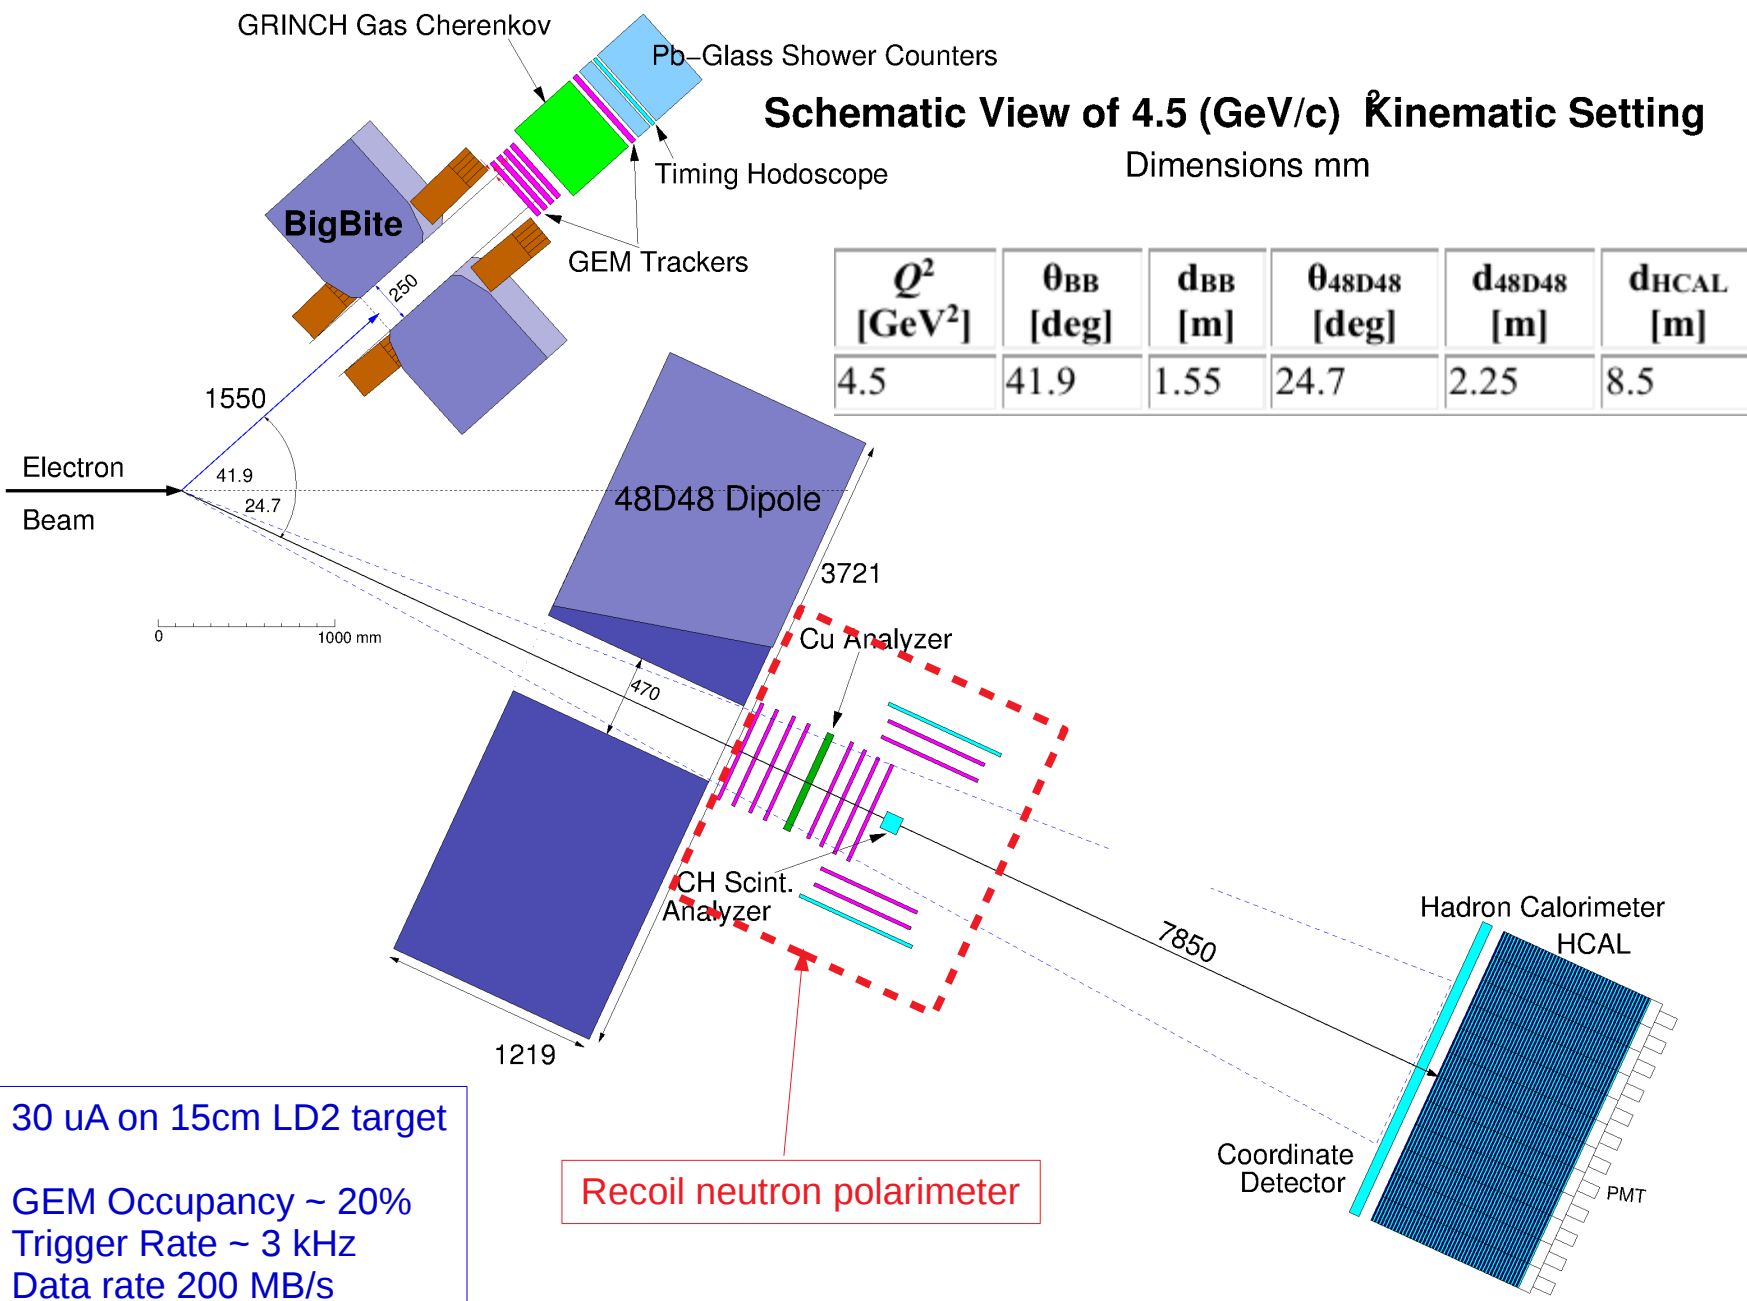 GRINCH Gas Cherenkov
Pb–Glass Shower Counters
Schematic View of 4.5 (GeV/c)2 Kinematic Setting
Dimensions mm
Timing Hodoscope
BigBite
GEM Trackers
250
Q² θBB dBB θ48D48 d48D48 dHCAL
[GeV²] [deg] [m] [deg] [m] [m]
4.5 41.9 1.55 24.7 2.25 8.5
1550
Electron
Beam
41.9
24.7
48D48 Dipole
3721
0 1000 mm
Cu Analyzer
470
CH Scint.
Analyzer
7850
Hadron Calorimeter
HCAL
1219
Coordinate
Detector
PMT
Recoil neutron polarimeter
30 uA on 15cm LD2 target
GEM Occupancy ~ 20%
Trigger Rate ~ 3 kHz
Data rate 200 MB/s